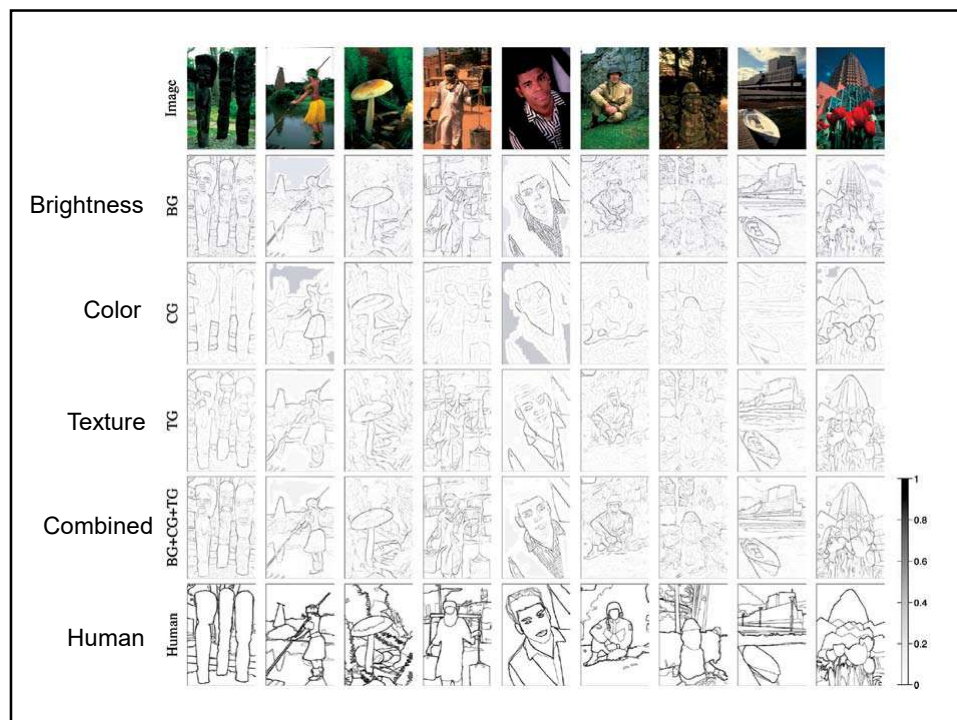 Image
Brightness BG
Color CG
Texture TG
Combined BG+CG+TG
Human Human
1
0.8
0.6
0.4
0.2
0